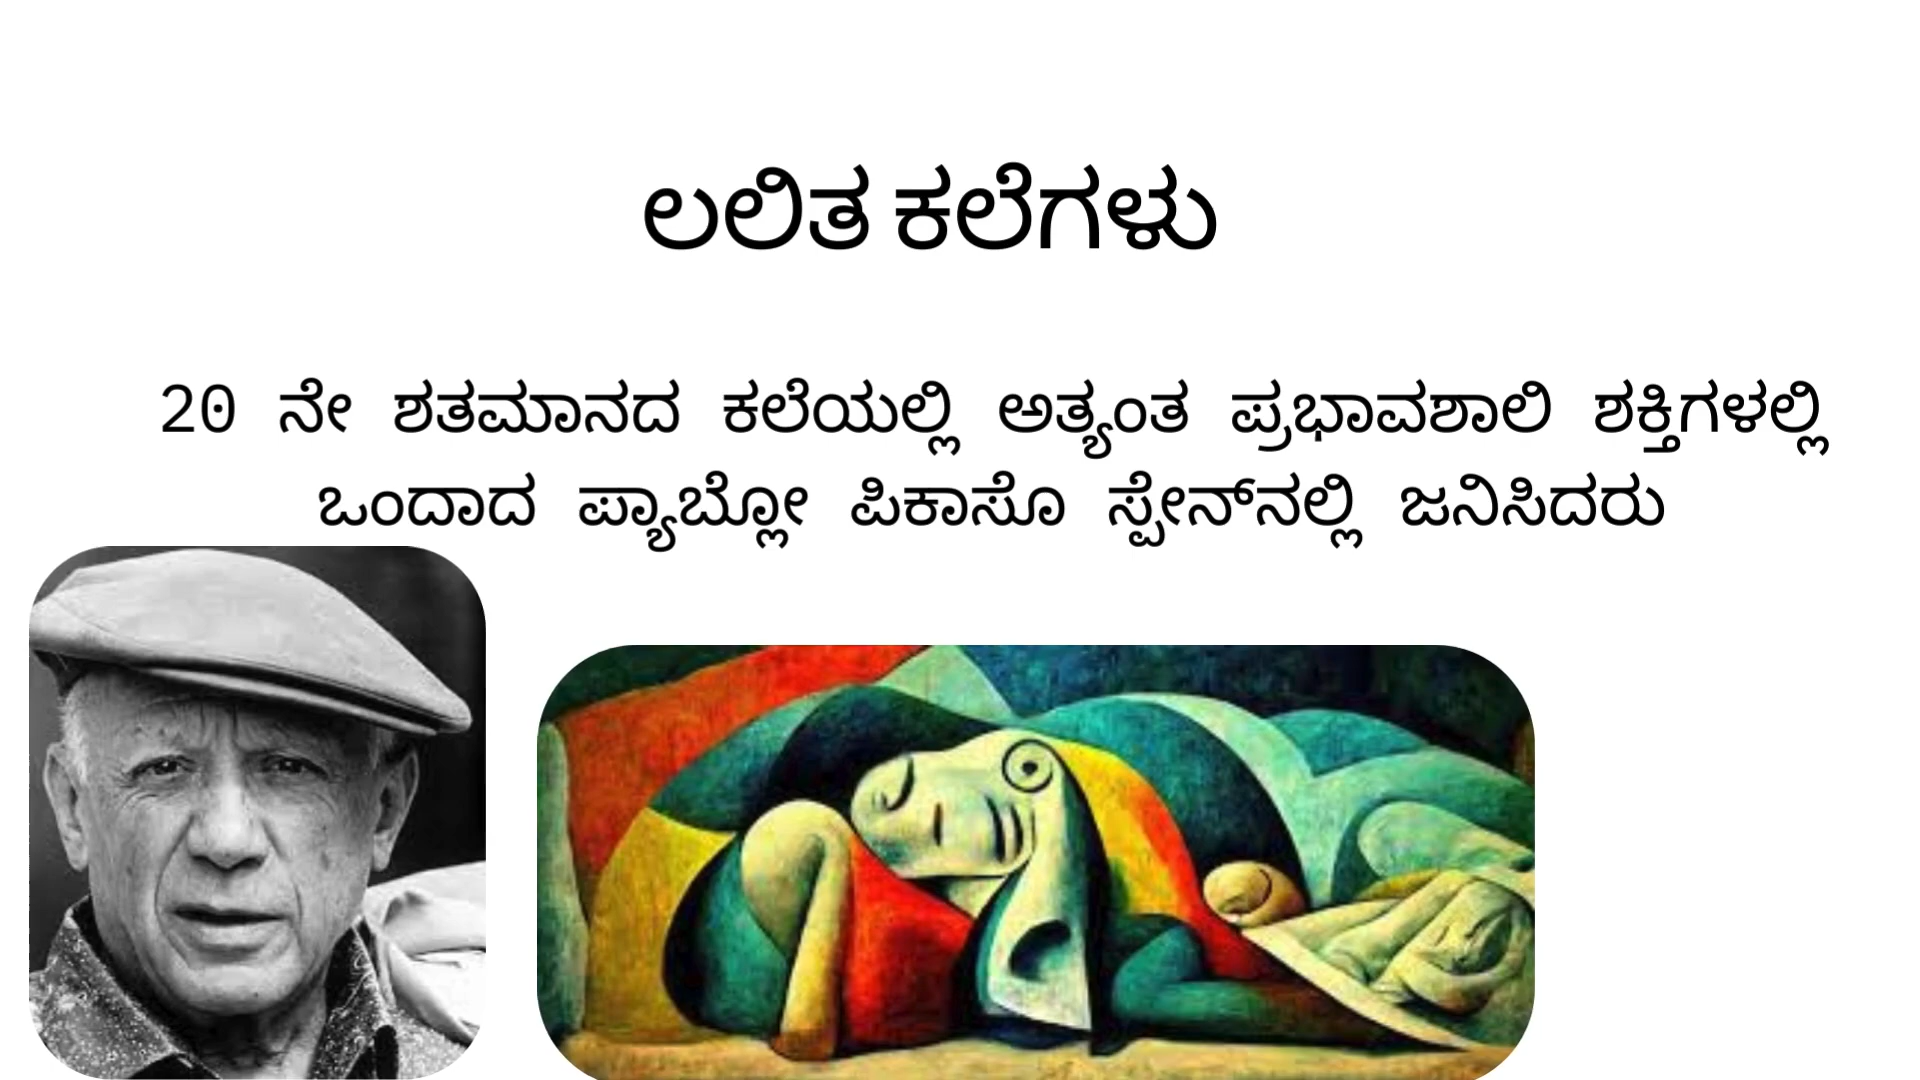 ಲಲಿತ ಕಲೆಗಳು
20 ನೇ ಶತಮಾನದ ಕಲೆಯಲ್ಲಿ ಅತ್ಯಂತ ಪ್ರಭಾವಶಾಲಿ ಶಕ್ತಿಗಳಲ್ಲಿ
ಒಂದಾದ ಪ್ಯಾಬ್ಲೋ ಪಿಕಾಸೊ ಸ್ಪೇನ್‌ನಲ್ಲಿ ಜನಿಸಿದರು